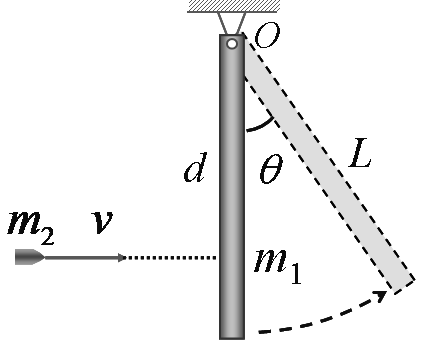 O
d
θ
L
m₂
v
m₁